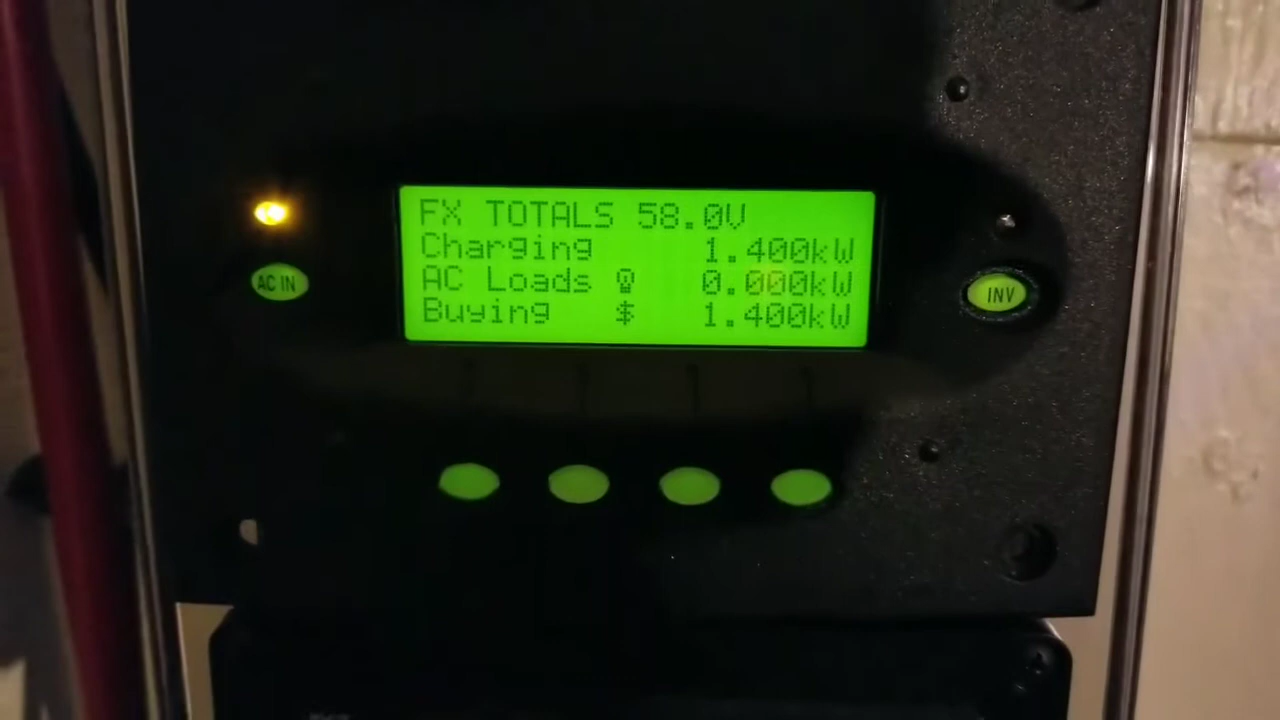 FX TOTALS 58.0V
Charging 1.400kW
AC Loads 0.000kW
Buying $ 1.400kW
AC IN
INV